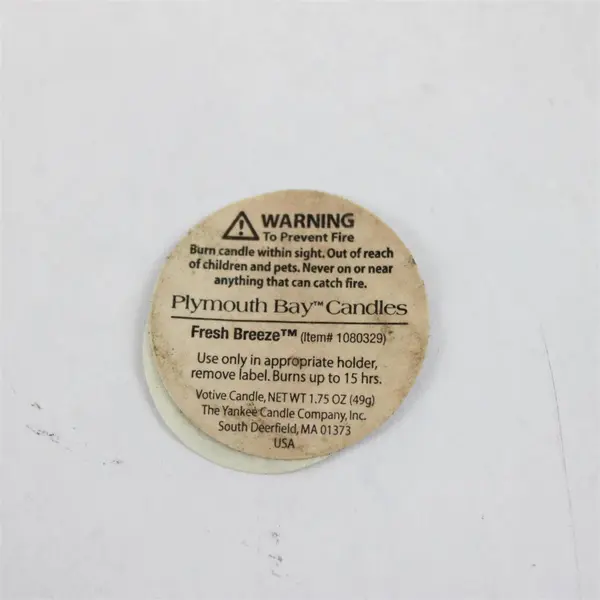 WARNING
To Prevent Fire
Burn candle within sight. Out of reach
of children and pets. Never on or near
anything that can catch fire.
Plymouth Bay™ Candles
Fresh Breeze™ (Item# 1080329)
Use only in appropriate holder,
remove label. Burns up to 15 hrs.
Votive Candle, NET WT 1.75 OZ (49g)
The Yankee Candle Company, Inc.
South Deerfield, MA 01373
USA